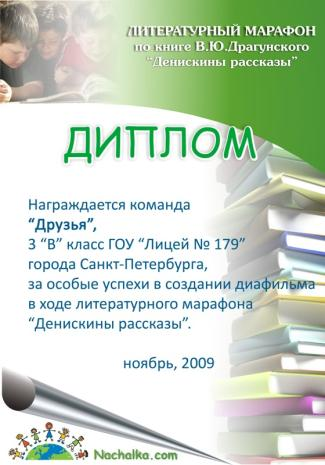 ЛИТЕРАТУРНЫЙ МАРАФОН
по книге В.Ю.Драгунского
“Денискины рассказы”
ДИПЛОМ
Награждается команда
“Друзья”,
3 “В” класс ГОУ “Лицей № 179”
города Санкт-Петербурга,
за особые успехи в создании диафильма
в ходе литературного марафона
“Денискины рассказы”.
ноябрь, 2009
Nachalka.com